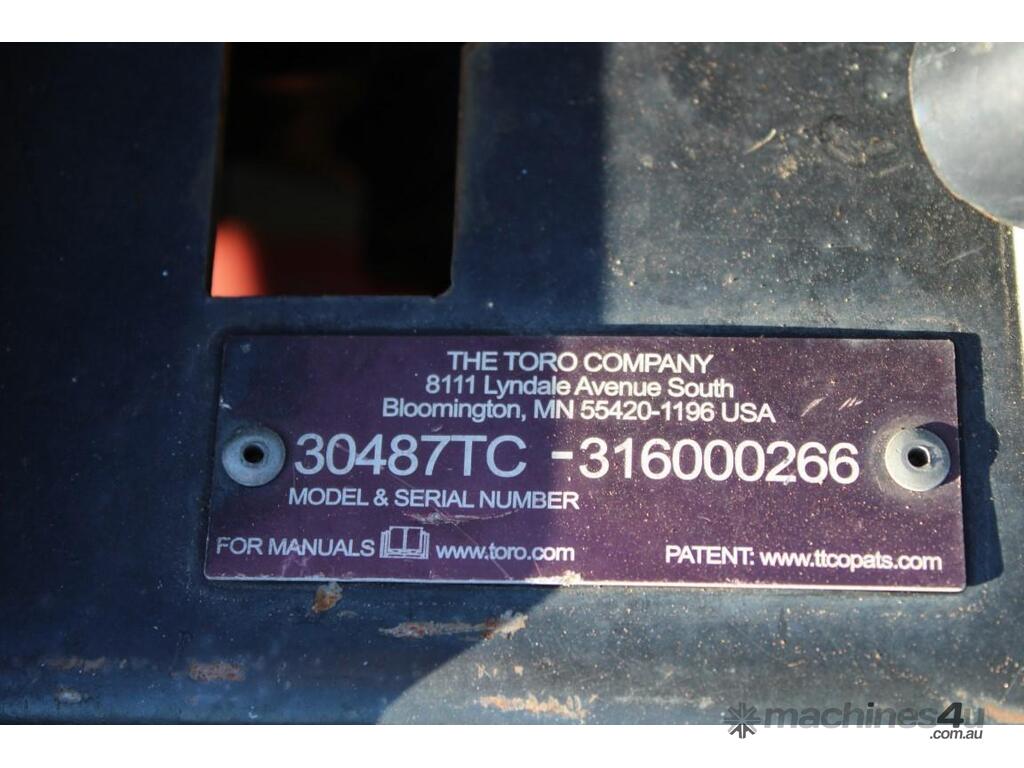 THE TORO COMPANY
8111 Lyndale Avenue South
Bloomington, MN 55420-1196 USA
30487TC -316000266
MODEL & SERIAL NUMBER
FOR MANUALS www.toro.com PATENT: www.ttcopats.com
machines4u
.com.au